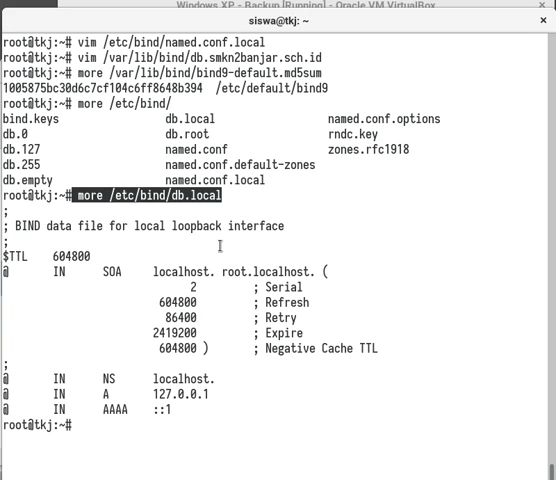 Windows XP - Backup [Running] - Oracle VM VirtualBox
siswa@tkj: ~
root@tkj:~# vim /etc/bind/named.conf.local
root@tkj:~# vim /var/lib/bind/db.smkn2banjar.sch.id
root@tkj:~# more /var/lib/bind/bind9-default.md5sum
1005875bc30d6c7cf104c6ff8648b394  /etc/default/bind9
root@tkj:~# more /etc/bind/
bind.keys db.local named.conf.options
db.0 db.root rndc.key
db.127 named.conf zones.rfc1918
db.255 named.conf.default-zones
db.empty named.conf.local
root@tkj:~# more /etc/bind/db.local
;
; BIND data file for local loopback interface
;
$TTL 604800
@ IN SOA localhost. root.localhost. (
2 ; Serial
604800 ; Refresh
86400 ; Retry
2419200 ; Expire
604800 ) ; Negative Cache TTL
;
@ IN NS localhost.
@ IN A 127.0.0.1
@ IN AAAA ::1
root@tkj:~#